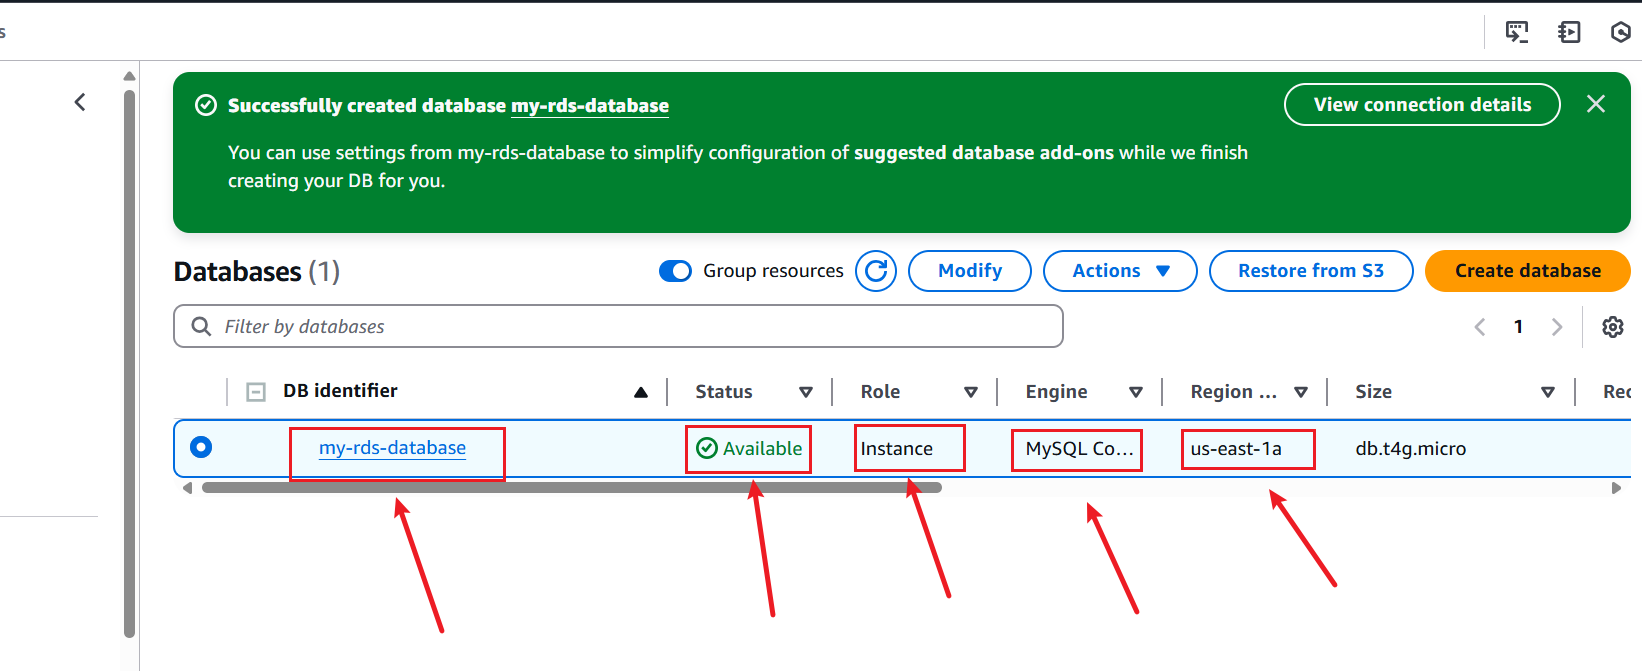 s
Successfully created database my-rds-database
View connection details
You can use settings from my-rds-database to simplify configuration of suggested database add-ons while we finish
creating your DB for you.
Databases (1)
Group resources
Modify
Actions
Restore from S3
Create database
Filter by databases
1
DB identifier
Status
Role
Engine
Region ...
Size
Rec
my-rds-database
Available
Instance
MySQL Co...
us-east-1a
db.t4g.micro